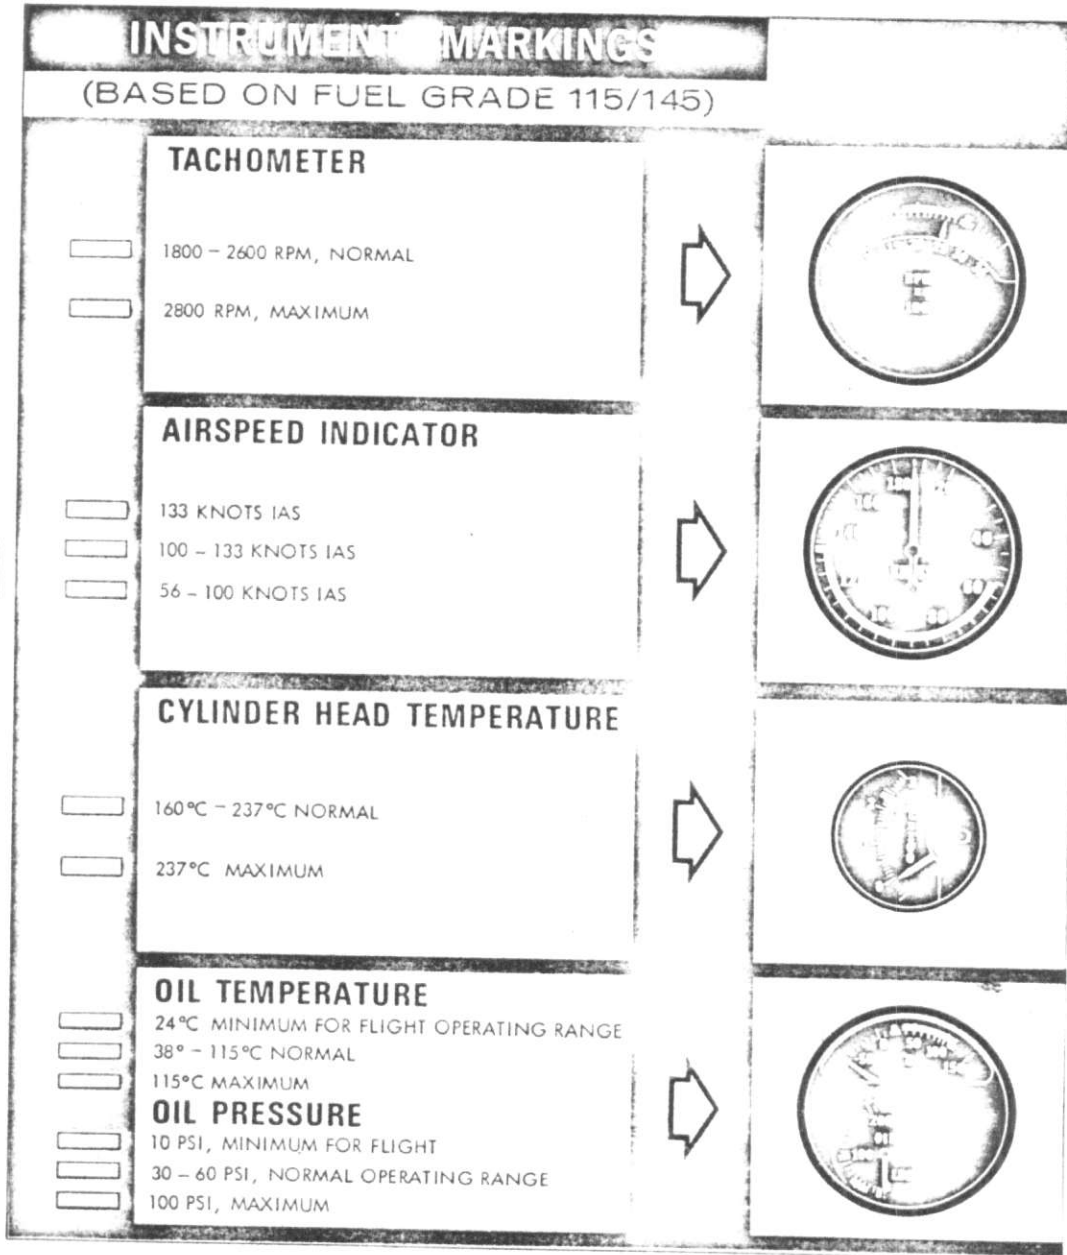 INSTRUMENT MARKINGS
(BASED ON FUEL GRADE 115/145)
TACHOMETER
1800 – 2600 RPM, NORMAL
2800 RPM, MAXIMUM
AIRSPEED INDICATOR
133 KNOTS IAS
100 – 133 KNOTS IAS
56 – 100 KNOTS IAS
CYLINDER HEAD TEMPERATURE
160°C – 237°C NORMAL
237°C MAXIMUM
OIL TEMPERATURE
24°C MINIMUM FOR FLIGHT OPERATING RANGE
38° – 115°C NORMAL
115°C MAXIMUM
OIL PRESSURE
10 PSI, MINIMUM FOR FLIGHT
30 – 60 PSI, NORMAL OPERATING RANGE
100 PSI, MAXIMUM